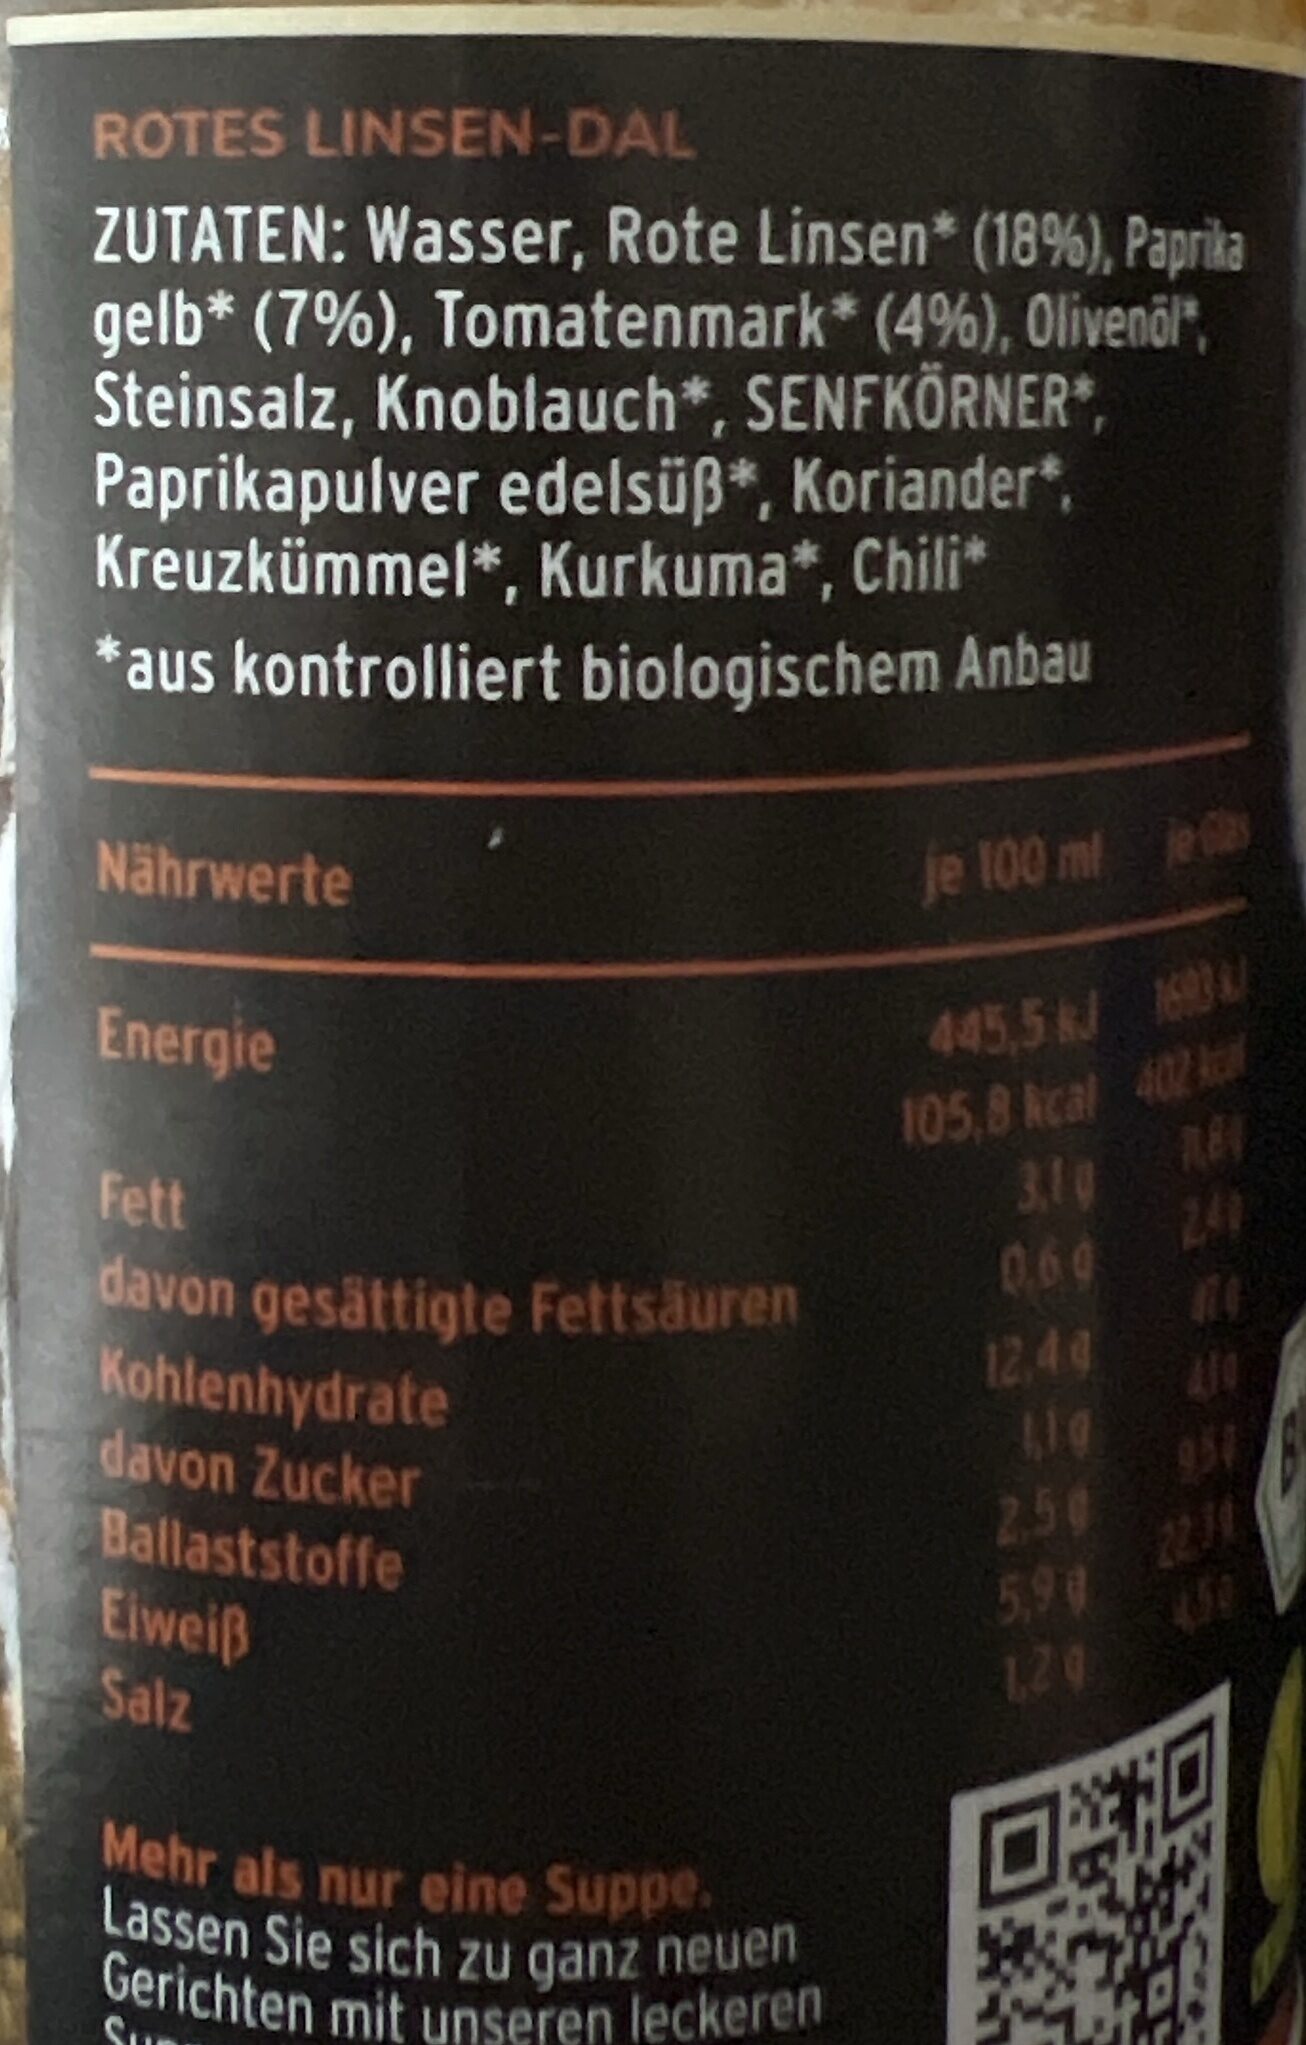 ROTES LINSEN-DAL
ZUTATEN: Wasser, Rote Linsen* (18%), Paprika
gelb* (7%), Tomatenmark* (4%), Olivenöl*,
Steinsalz, Knoblauch*, SENFKÖRNER*,
Paprikapulver edelsüß*, Koriander*,
Kreuzkümmel*, Kurkuma*, Chili*
*aus kontrolliert biologischem Anbau
Nährwerte je 100 ml je Glas
Energie 445,5 kJ
105,8 kcal 402 kcal
Fett 3,1 g
davon gesättigte Fettsäuren 0,6 g
Kohlenhydrate 12,4 g
davon Zucker 1,1 g
Ballaststoffe 2,5 g
Eiweiß 5,9 g
Salz 1,2 g
Mehr als nur eine Suppe.
Lassen Sie sich zu ganz neuen
Gerichten mit unseren leckeren